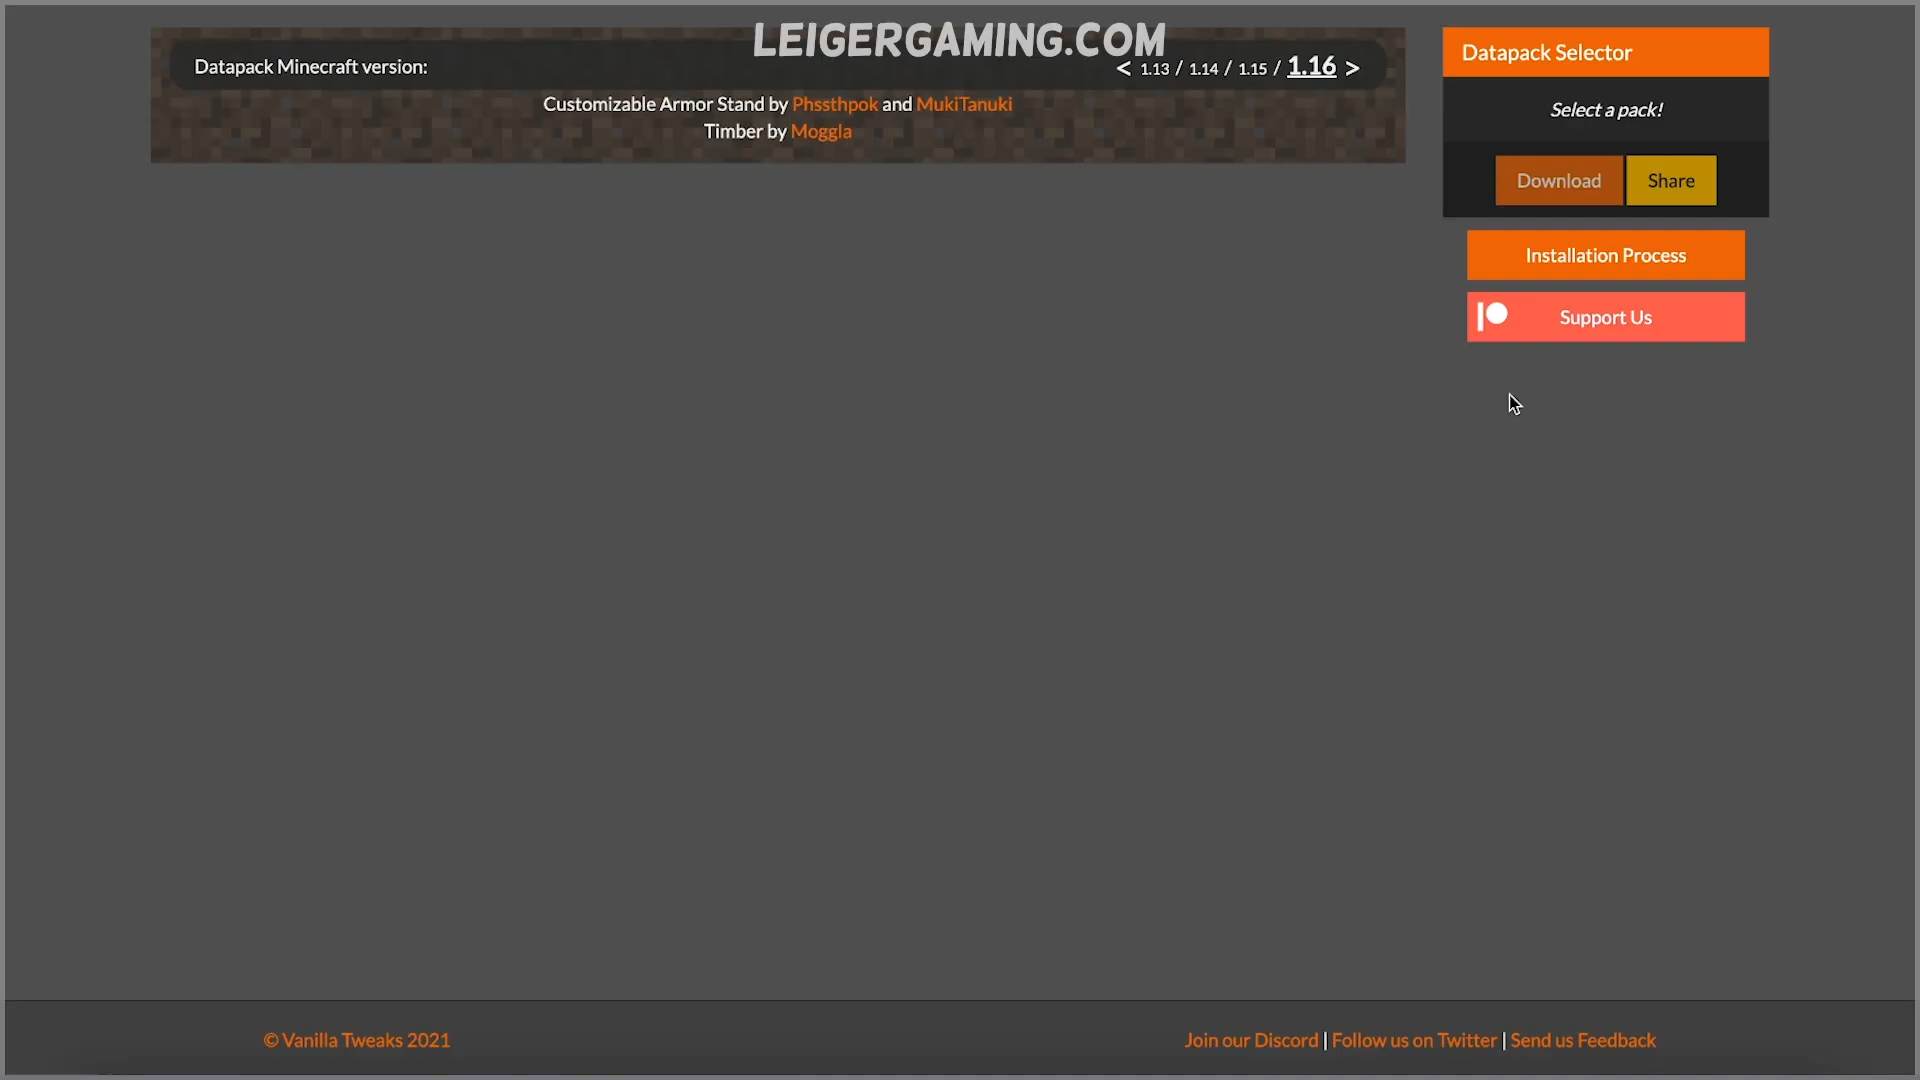 LEIGERGAMING.COM
Datapack Minecraft version:
< 1.13 / 1.14 / 1.15 / 1.16 >
Customizable Armor Stand by Phssthpok and MukiTanuki
Timber by Moggla
Datapack Selector
Select a pack!
Download
Share
Installation Process
Support Us
© Vanilla Tweaks 2021
Join our Discord | Follow us on Twitter | Send us Feedback